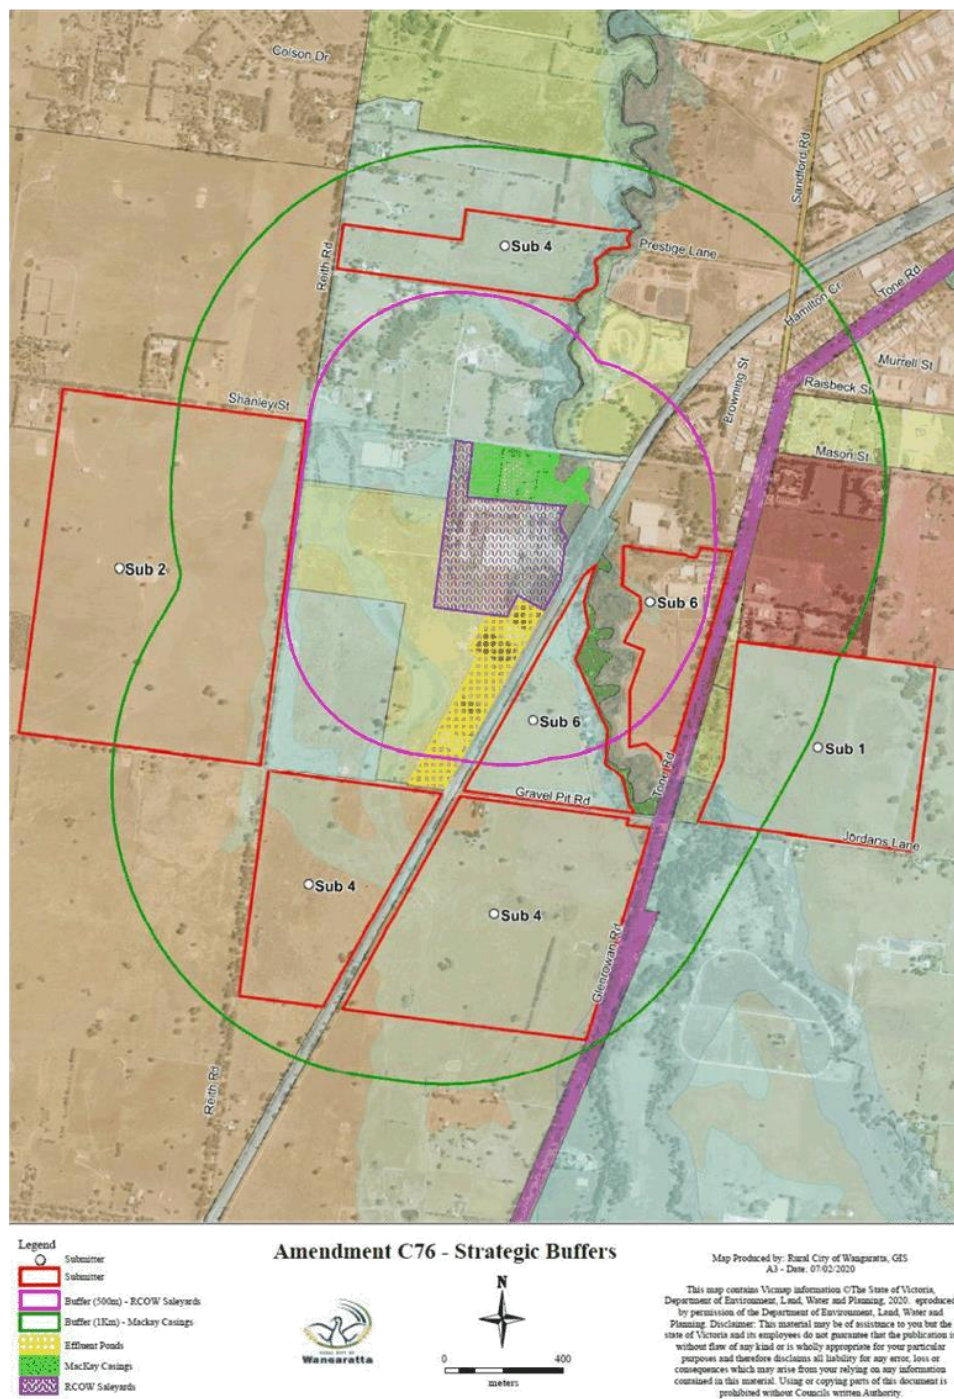 Colson Dr
Sandford Rd
Sub 4
Prestige Lane
Reith Rd
Tone Rd
Hamilton Cr
Murrell St
Browning St
Raisbeck St
Shanley St
Mason St
Sub 2
Sub 6
Sub 6
Sub 1
Tone Rd
Gravel Pit Rd
Jordans Lane
Sub 4
Sub 4
Glenrowan Rd
Reith Rd
Legend
Submitter
Submitter
Buffer (500m) - RCOW Saleyards
Buffer (1Km) - Mackay Casings
Effluent Ponds
MacKay Casings
RCOW Saleyards
Amendment C76 - Strategic Buffers
RURAL CITY OF
Wangaratta
N
0 400
meters
Map Produced by: Rural City of Wangaratta, GIS
A3 - Date: 07/02/2020
This map contains Vicmap information ©The State of Victoria,
Department of Environment, Land, Water and Planning, 2020. eproduced
by permission of the Department of Environment, Land, Water and
Planning. Disclaimer: This material may be of assistance to you but the
state of Victoria and its employees do not guarantee that the publication is
without flaw of any kind or is wholly appropriate for your particular
purposes and therefore disclaims all liability for any error, loss or
consequences which may arise from your relying on any information
contained in this material. Using or copying parts of this document is
prohibited without Councils written Authority.